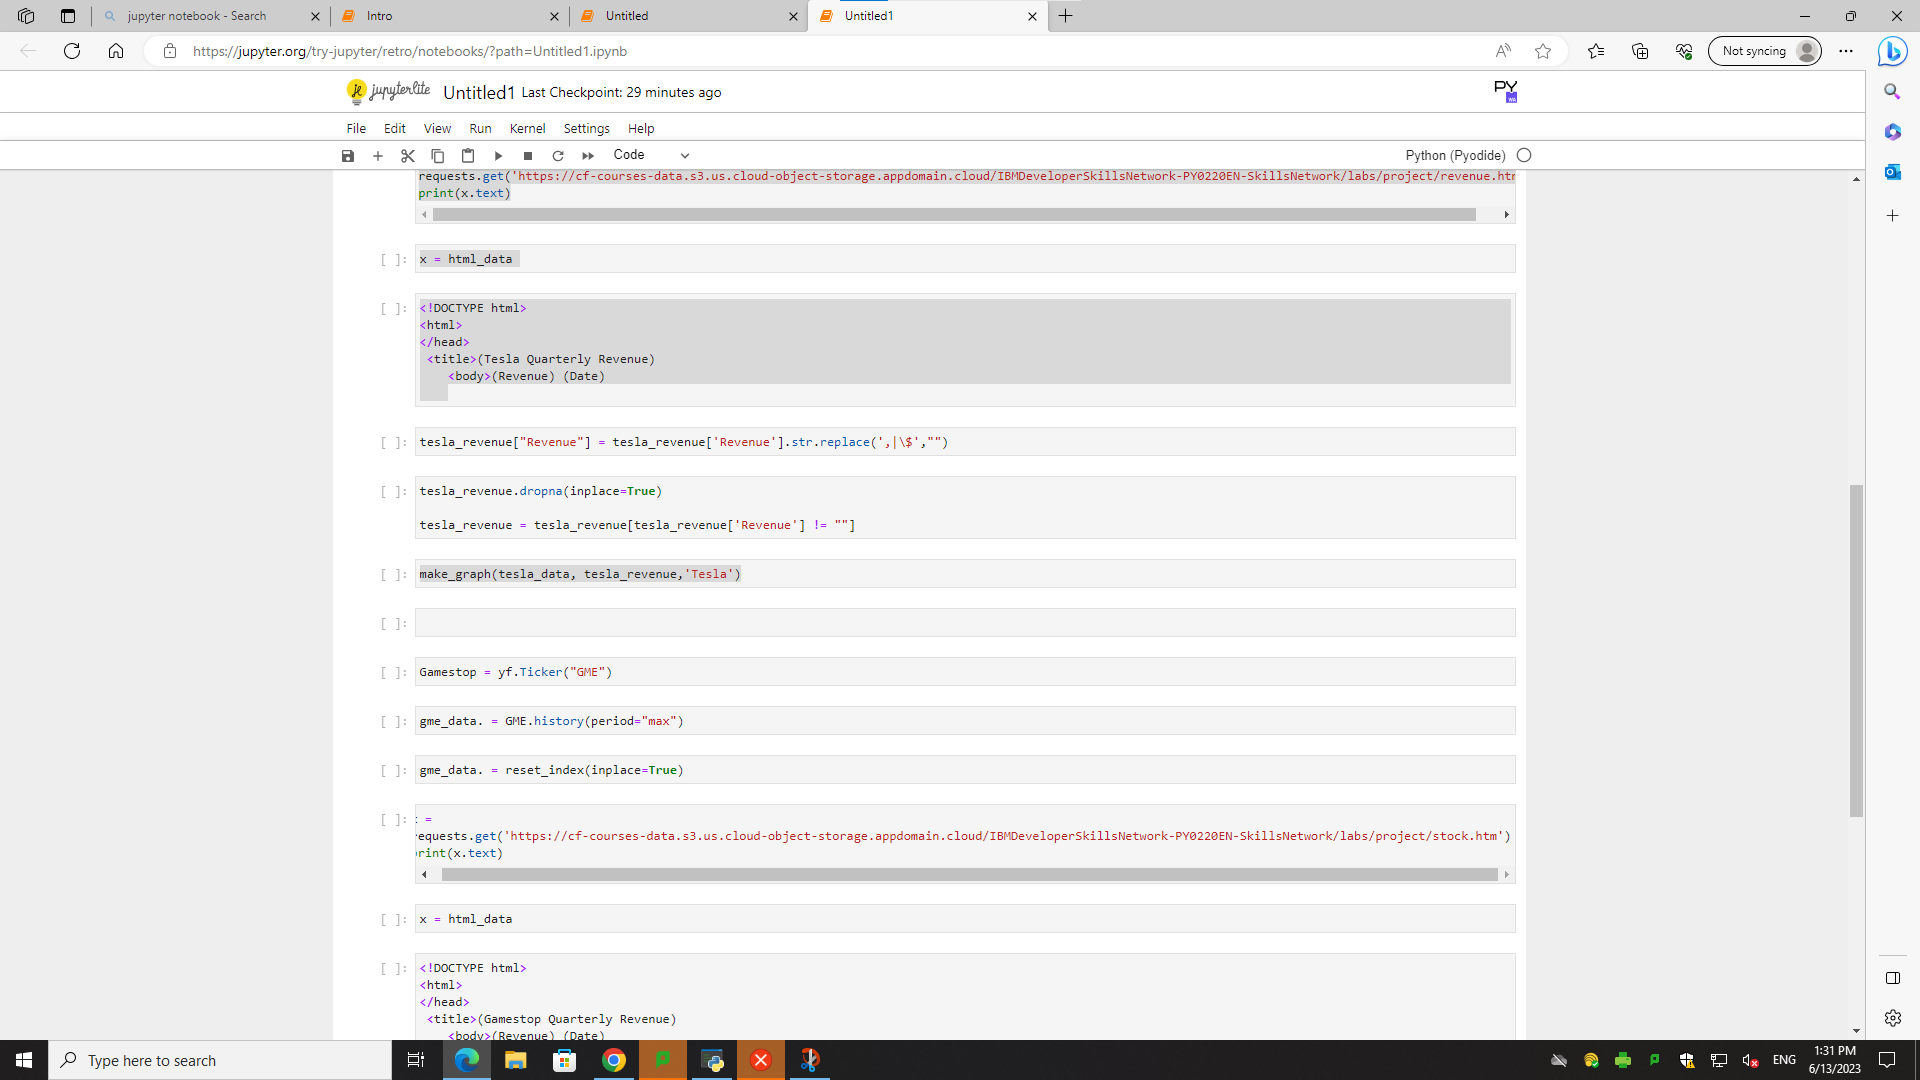 jupyter notebook - Search
Intro
Untitled
Untitled1
https://jupyter.org/try-jupyter/retro/notebooks/?path=Untitled1.ipynb
Not syncing
jupyterlite
Untitled1 Last Checkpoint: 29 minutes ago
PY
File Edit View Run Kernel Settings Help
Code
Python (Pyodide)
requests.get('https://cf-courses-data.s3.us.cloud-object-storage.appdomain.cloud/IBMDeveloperSkillsNetwork-PY0220EN-SkillsNetwork/labs/project/revenue.htm
print(x.text)
[ ]: x = html_data
[ ]: <!DOCTYPE html>
<html>
</head>
<title>(Tesla Quarterly Revenue)
<body>(Revenue) (Date)
[ ]: tesla_revenue["Revenue"] = tesla_revenue['Revenue'].str.replace(',|\$',"")
[ ]: tesla_revenue.dropna(inplace=True)
tesla_revenue = tesla_revenue[tesla_revenue['Revenue'] != ""]
[ ]: make_graph(tesla_data, tesla_revenue,'Tesla')
[ ]:
[ ]: Gamestop = yf.Ticker("GME")
[ ]: gme_data. = GME.history(period="max")
[ ]: gme_data. = reset_index(inplace=True)
[ ]: =
requests.get('https://cf-courses-data.s3.us.cloud-object-storage.appdomain.cloud/IBMDeveloperSkillsNetwork-PY0220EN-SkillsNetwork/labs/project/stock.htm')
print(x.text)
[ ]: x = html_data
[ ]: <!DOCTYPE html>
<html>
</head>
<title>(Gamestop Quarterly Revenue)
<body>(Revenue) (Date)
Type here to search
ENG
1:31 PM
6/13/2023